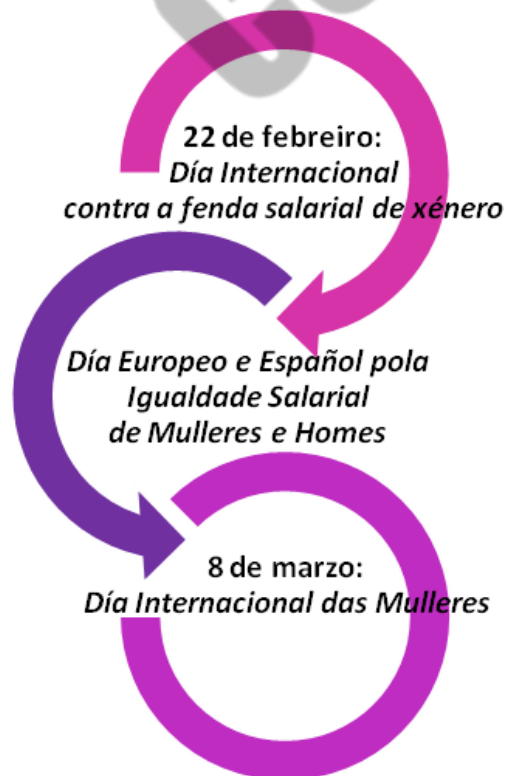 22 de febreiro:
Día Internacional
contra a fenda salarial de xénero
Día Europeo e Español pola
Igualdade Salarial
de Mulleres e Homes
8 de marzo:
Día Internacional das Mulleres